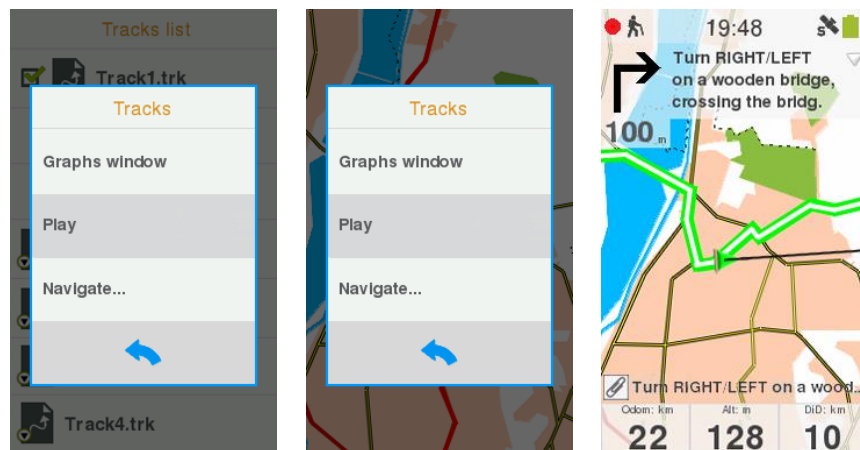 Tracks list
Track1.trk
Tracks
Graphs window
Play
Navigate...
Track4.trk
Tracks
Graphs window
Play
Navigate...
19:48
S
Turn RIGHT/LEFT
on a wooden bridge,
crossing the bridg.
100 m
Turn RIGHT/LEFT on a wood..
Odom: km Alt: m DiD: km
22 128 10